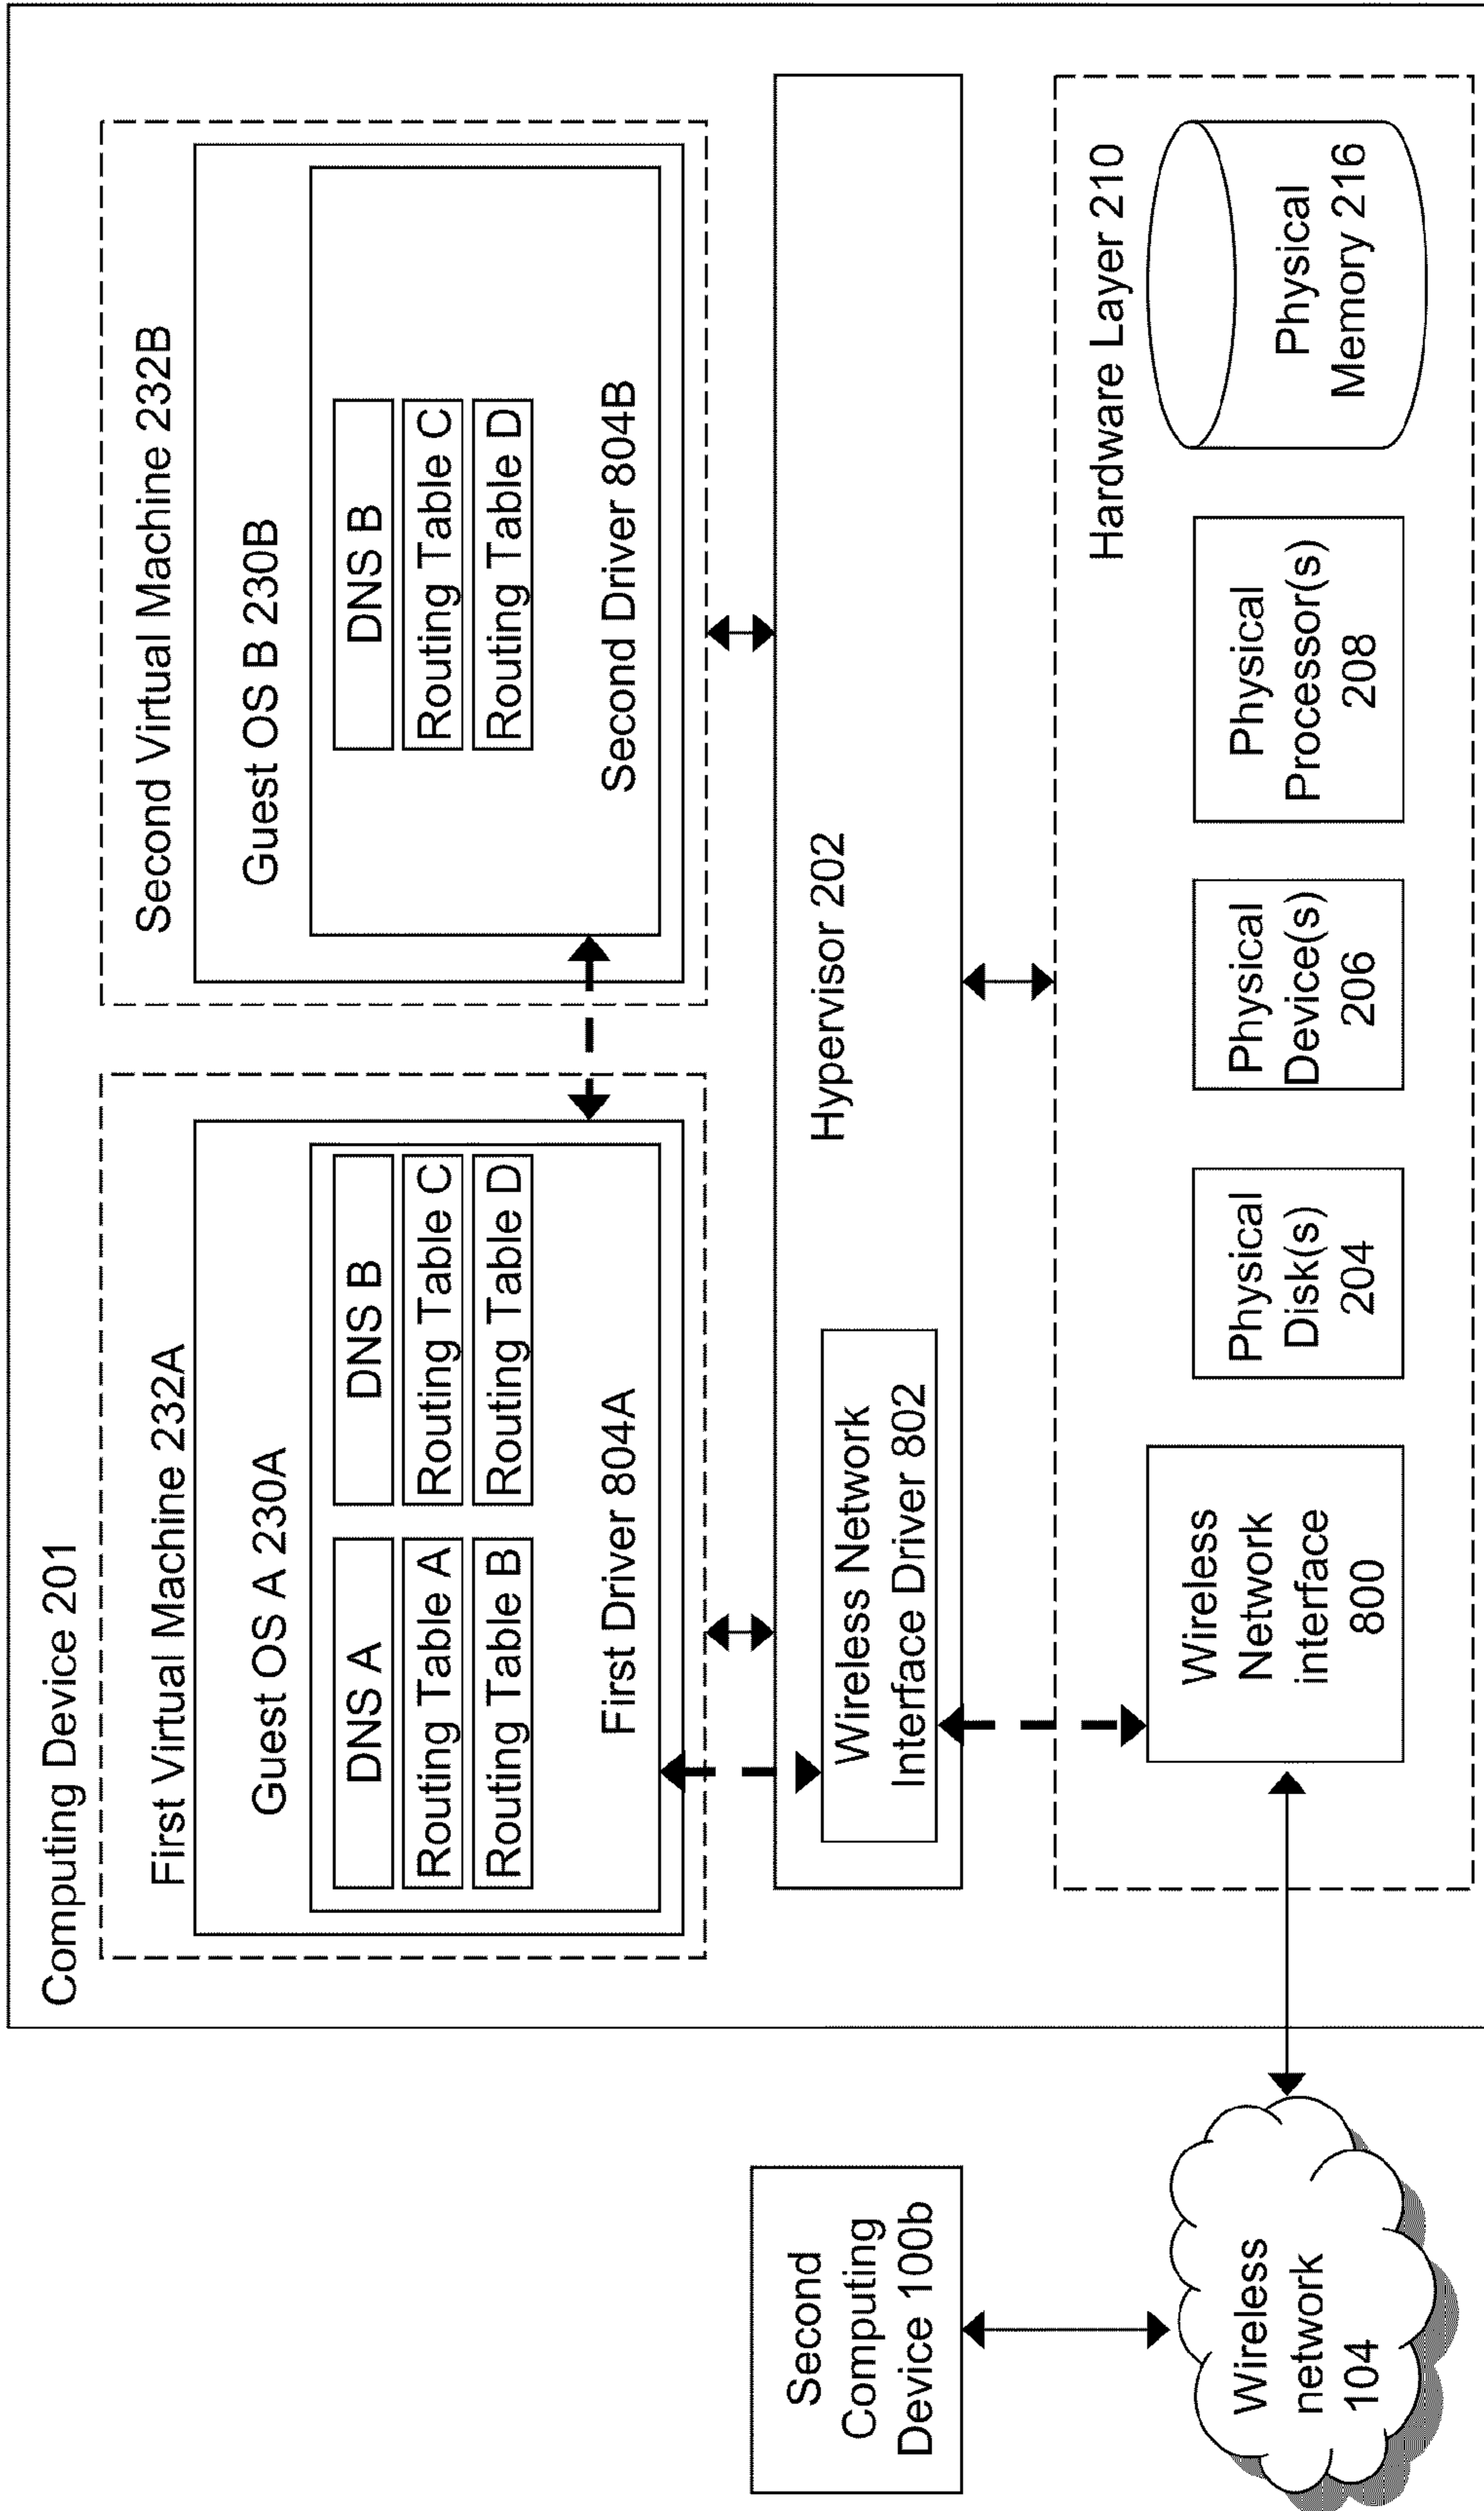 Computing Device 201
First Virtual Machine 232A
Guest OS A 230A
DNS A
Routing Table A
Routing Table B
DNS B
Routing Table C
Routing Table D
First Driver 804A
Second Virtual Machine 232B
Guest OS B 230B
DNS B
Routing Table C
Routing Table D
Second Driver 804B
Hypervisor 202
Wireless Network
Interface Driver 802
Hardware Layer 210
Wireless
Network
interface
800
Physical
Disk(s)
204
Physical
Device(s)
206
Physical
Processor(s)
208
Physical
Memory 216
Second
Computing
Device 100b
Wireless
network
104